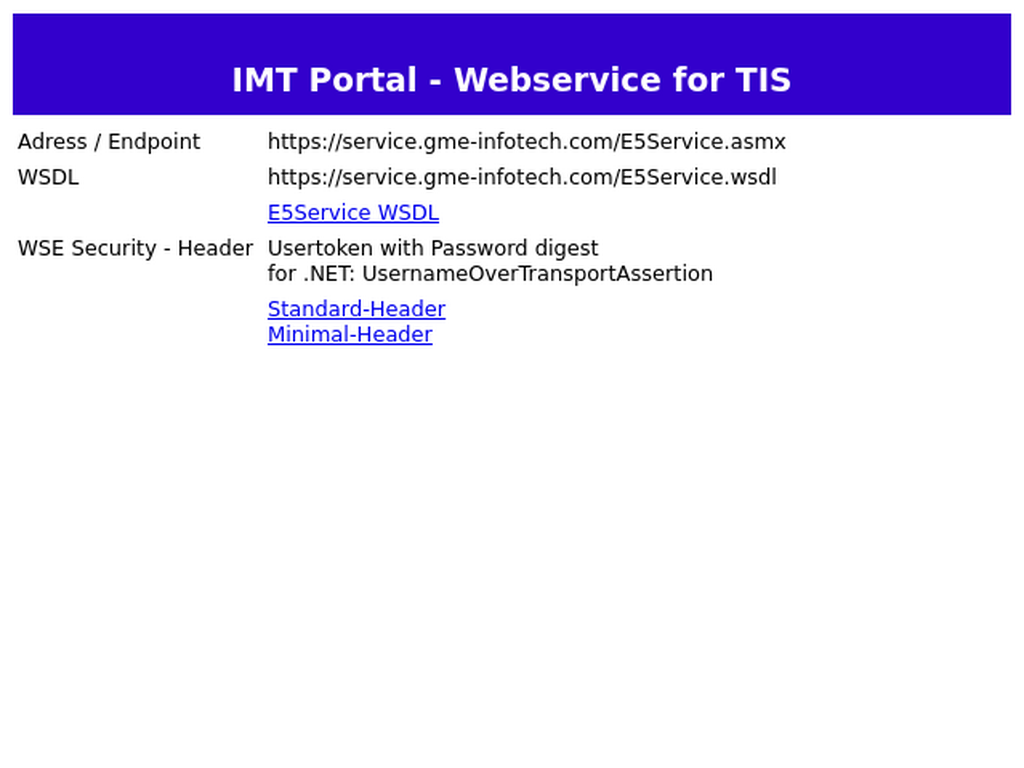 IMT Portal - Webservice for TIS
Adress / Endpoint https://service.gme-infotech.com/E5Service.asmx
WSDL https://service.gme-infotech.com/E5Service.wsdl
E5Service WSDL
WSE Security - Header Usertoken with Password digest
for .NET: UsernameOverTransportAssertion
Standard-Header
Minimal-Header